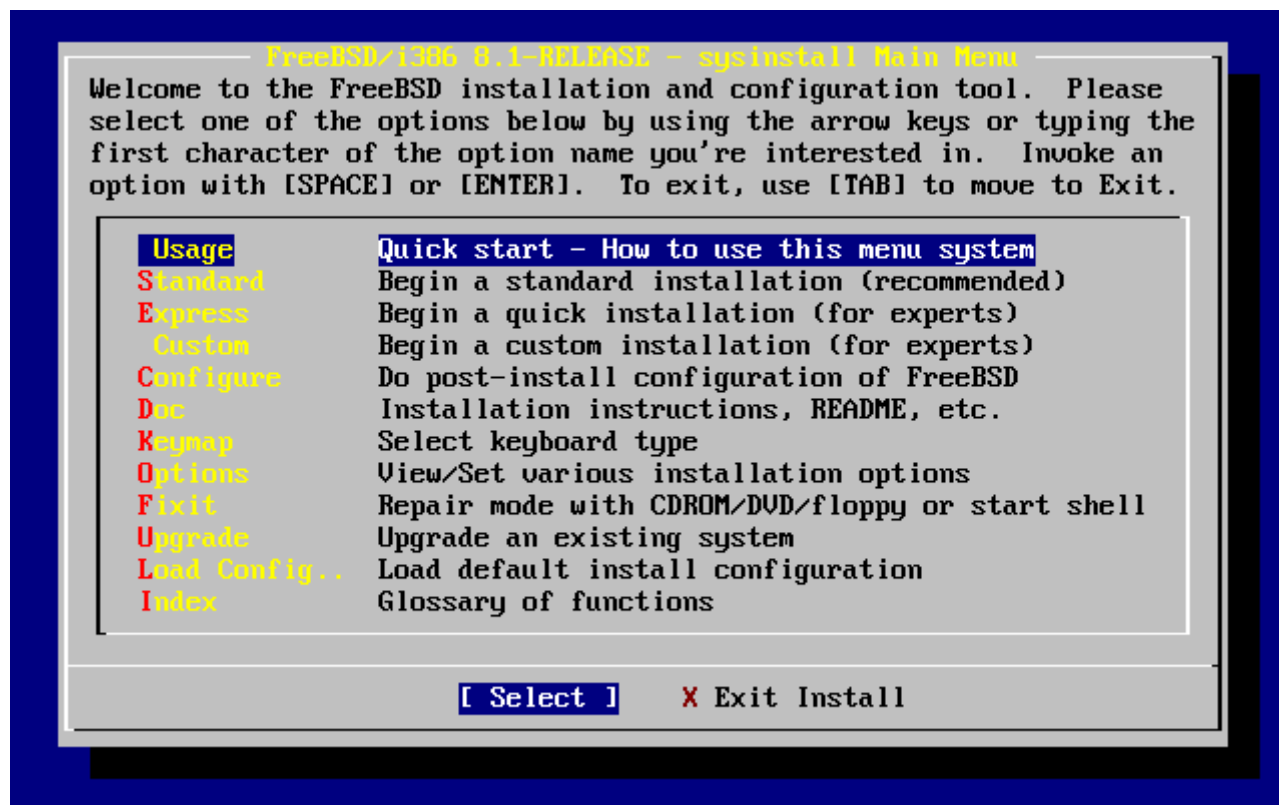 FreeBSD/i386 8.1-RELEASE - sysinstall Main Menu
Welcome to the FreeBSD installation and configuration tool.  Please
select one of the options below by using the arrow keys or typing the
first character of the option name you're interested in.  Invoke an
option with [SPACE] or [ENTER].  To exit, use [TAB] to move to Exit.
Usage Quick start - How to use this menu system
Standard Begin a standard installation (recommended)
Express Begin a quick installation (for experts)
Custom Begin a custom installation (for experts)
Configure Do post-install configuration of FreeBSD
Doc Installation instructions, README, etc.
Keymap Select keyboard type
Options View/Set various installation options
Fixit Repair mode with CDROM/DVD/floppy or start shell
Upgrade Upgrade an existing system
Load Config.. Load default install configuration
Index Glossary of functions
[ Select ] X Exit Install